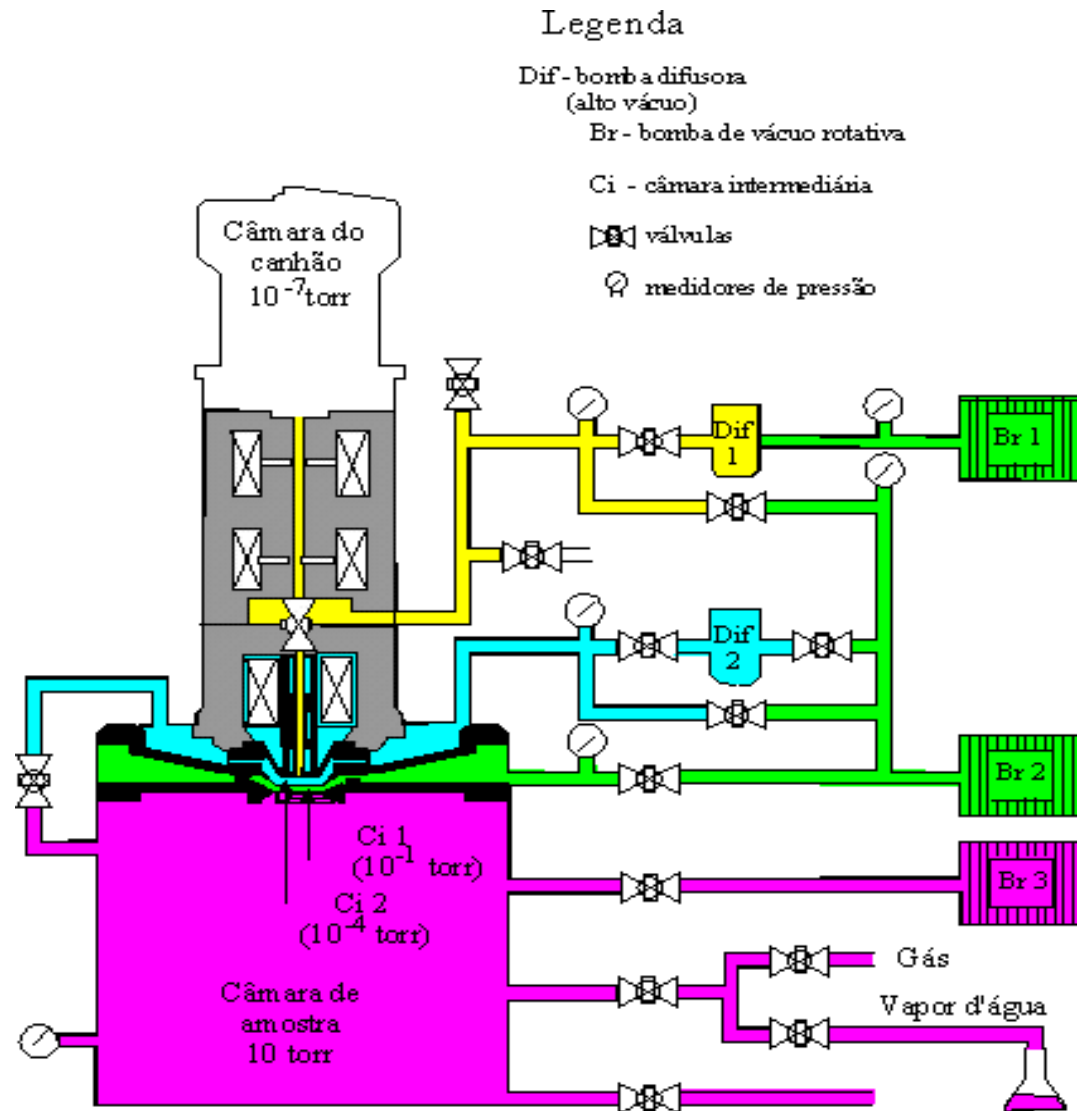 Legenda
Dif - bomba difusora
(alto vácuo)
Br - bomba de vácuo rotativa
Ci - câmara intermediária
válvulas
medidores de pressão
Câmara do
canhão
10⁻⁷ torr
Dif
1
Br 1
Dif
2
Br 2
Ci 1
(10⁻¹ torr)
Ci 2
(10⁻⁴ torr)
Br 3
Gás
Vapor d'água
Câmara de
amostra
10 torr